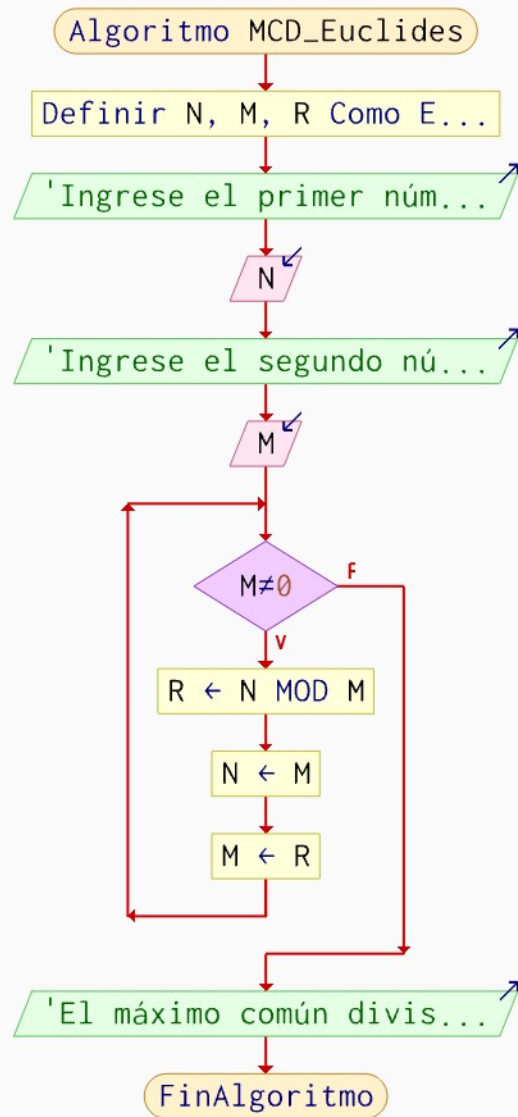 Algoritmo MCD_Euclides
Definir N, M, R Como E...
'Ingrese el primer núm...
N
'Ingrese el segundo nú...
M
M≠0
F
V
R ← N MOD M
N ← M
M ← R
'El máximo común divis...
FinAlgoritmo